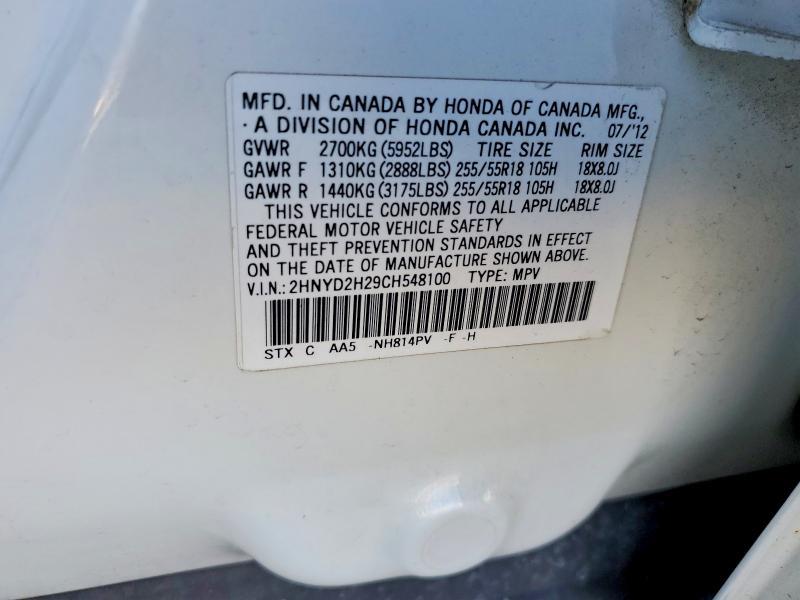 MFD. IN CANADA BY HONDA OF CANADA MFG.,
· A DIVISION OF HONDA CANADA INC. 07/'12
GVWR 2700KG (5952LBS) TIRE SIZE RIM SIZE
GAWR F 1310KG (2888LBS) 255/55R18 105H 18X8.0J
GAWR R 1440KG (3175LBS) 255/55R18 105H 18X8.0J
THIS VEHICLE CONFORMS TO ALL APPLICABLE
FEDERAL MOTOR VEHICLE SAFETY
AND THEFT PREVENTION STANDARDS IN EFFECT
ON THE DATE OF MANUFACTURE SHOWN ABOVE.
V.I.N.: 2HNYD2H29CH548100 TYPE: MPV
STX C AA5 -NH814PV -F -H